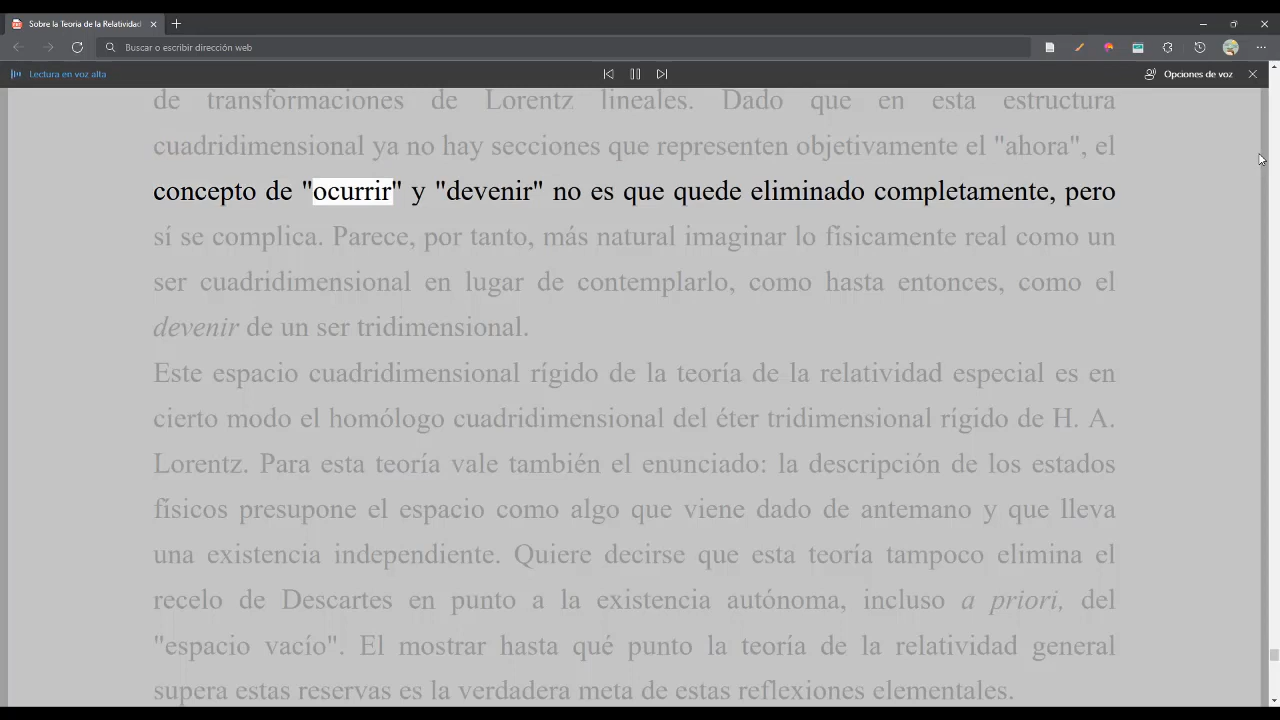 Sobre la Teoria de la Relatividad
Buscar o escribir dirección web
Lectura en voz alta
Opciones de voz
de transformaciones de Lorentz lineales. Dado que en esta estructura
cuadridimensional ya no hay secciones que representen objetivamente el "ahora", el
concepto de "ocurrir" y "devenir" no es que quede eliminado completamente, pero
sí se complica. Parece, por tanto, más natural imaginar lo físicamente real como un
ser cuadridimensional en lugar de contemplarlo, como hasta entonces, como el
devenir de un ser tridimensional.
Este espacio cuadridimensional rígido de la teoría de la relatividad especial es en
cierto modo el homólogo cuadridimensional del éter tridimensional rígido de H. A.
Lorentz. Para esta teoría vale también el enunciado: la descripción de los estados
físicos presupone el espacio como algo que viene dado de antemano y que lleva
una existencia independiente. Quiere decirse que esta teoría tampoco elimina el
recelo de Descartes en punto a la existencia autónoma, incluso a priori, del
"espacio vacío". El mostrar hasta qué punto la teoría de la relatividad general
supera estas reservas es la verdadera meta de estas reflexiones elementales.